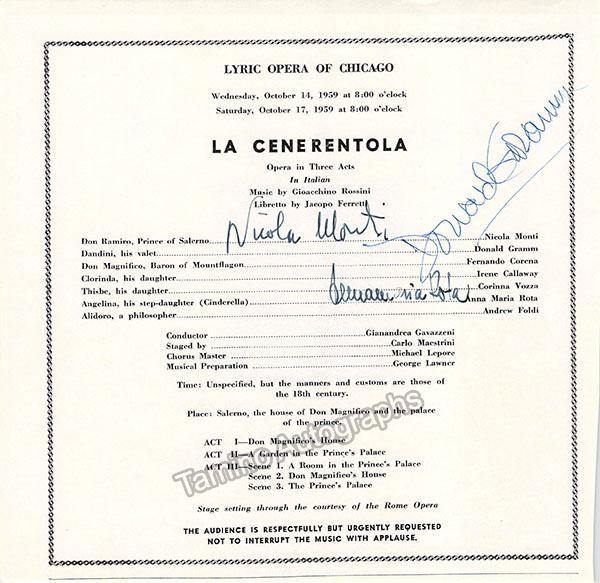 LYRIC OPERA OF CHICAGO
Wednesday, October 14, 1959 at 8:00 o'clock
Saturday, October 17, 1959 at 8:00 o'clock
LA CENERENTOLA
Opera in Three Acts
In Italian
Music by Gioacchino Rossini
Libretto by Jacopo Ferretti
Nicola Monti
Donald Gramm
Don Ramiro, Prince of Salerno Nicola Monti
Dandini, his valet Donald Gramm
Don Magnifico, Baron of Mountflagon Fernando Corena
Clorinda, his daughter Irene Callaway
Thisbe, his daughter Corinna Vozza
Angelina, his step-daughter (Cinderella) Anna Maria Rota
Alidoro, a philosopher Andrew Foldi
Conductor Gianandrea Gavazzeni
Staged by Carlo Maestrini
Chorus Master Michael Lepore
Musical Preparation George Lawner
Time: Unspecified, but the manners and customs are those of
the 18th century.
Place: Salerno, the house of Don Magnifico and the palace
of the prince.
ACT I—Don Magnifico's House
ACT II—A Garden in the Prince's Palace
ACT III—Scene 1. A Room in the Prince's Palace
Scene 2. Don Magnifico's House
Scene 3. The Prince's Palace
Tamino Autographs
Stage setting through the courtesy of the Rome Opera
THE AUDIENCE IS RESPECTFULLY BUT URGENTLY REQUESTED
NOT TO INTERRUPT THE MUSIC WITH APPLAUSE.